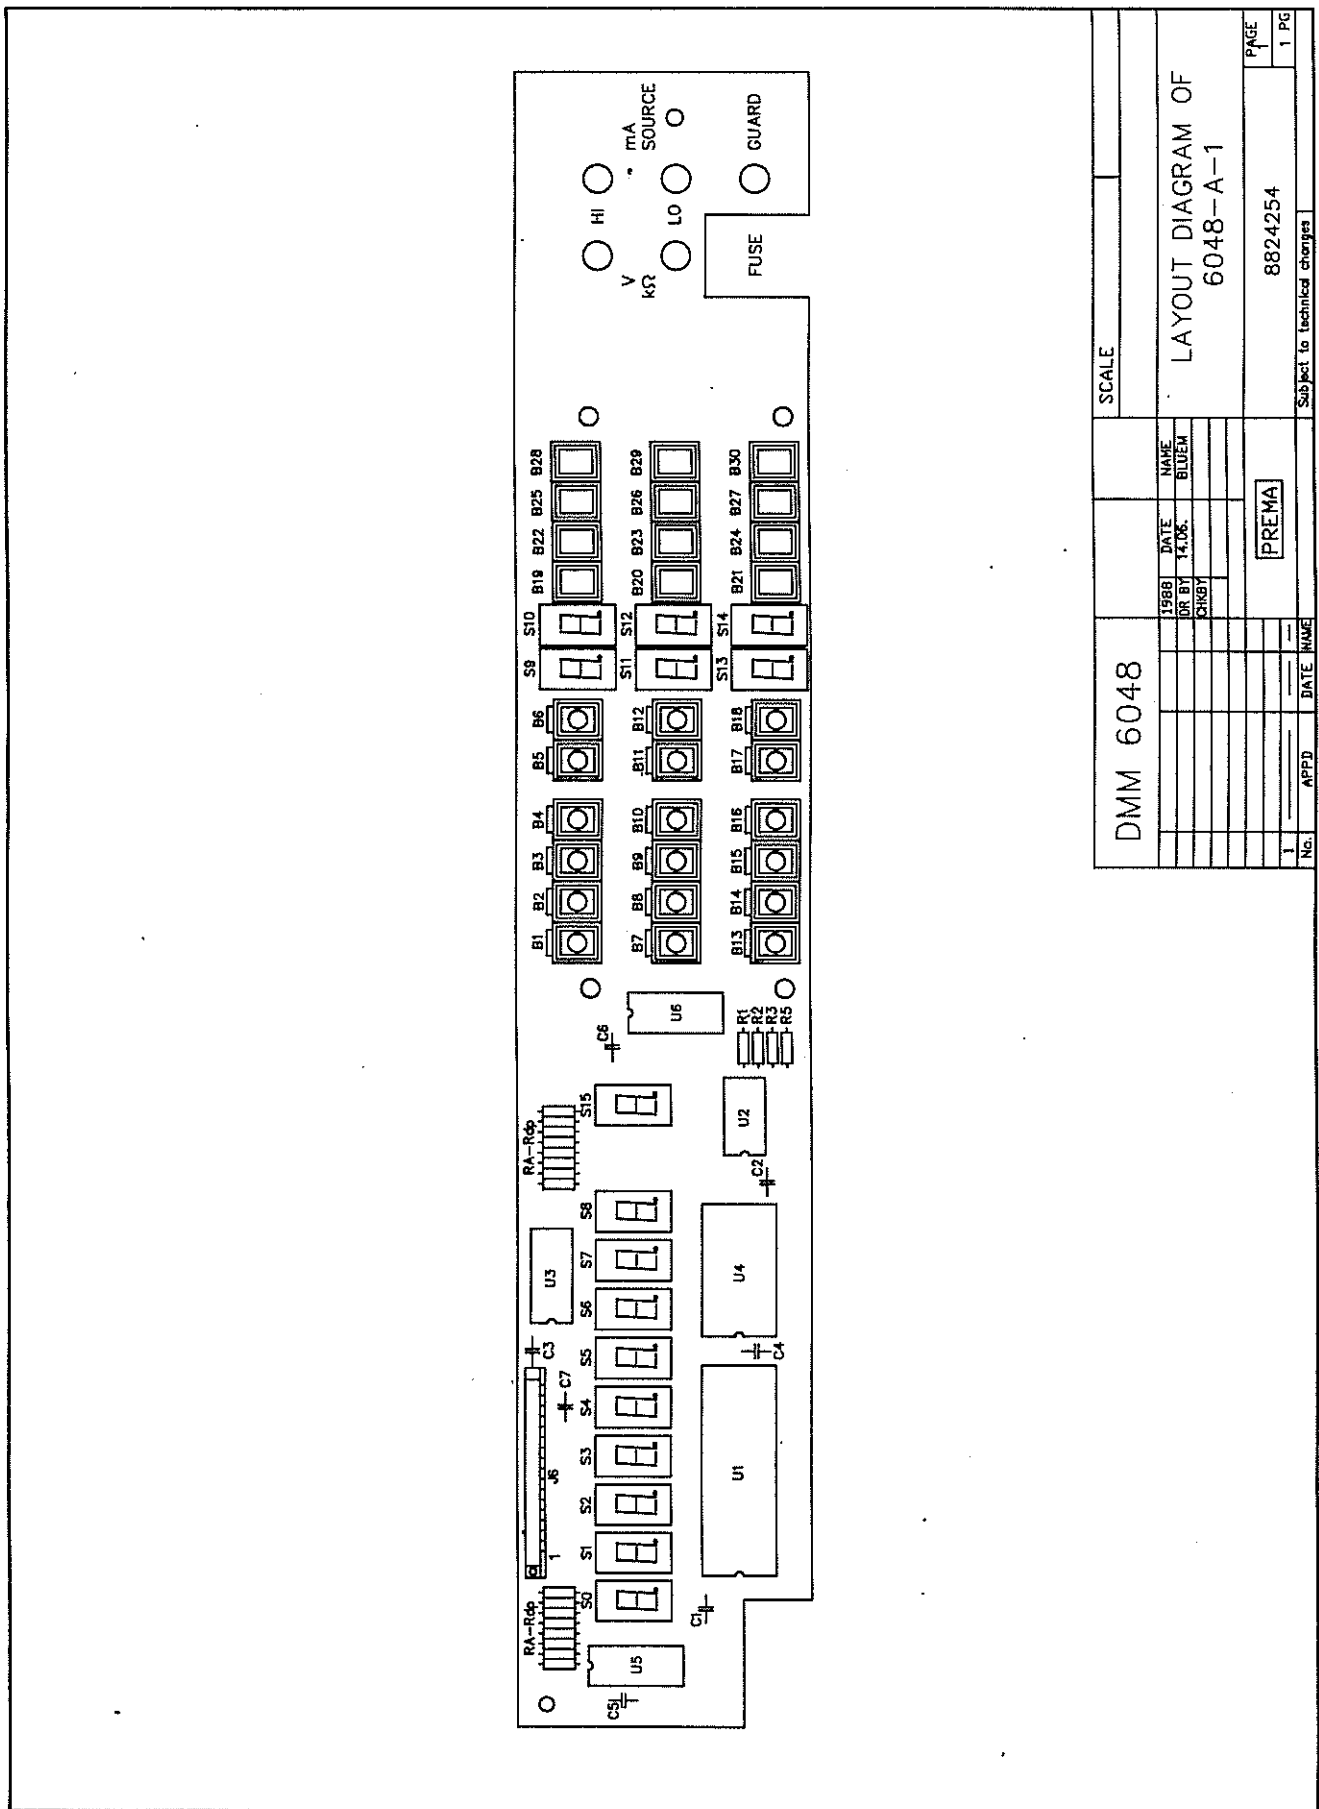 RA-Rdp
1
J6
C3
C7
U3
RA-Rdp
C5
U5
S0
S1
S2
S3
S4
S5
S6
S7
S8
S15
C6
U6
C1
U1
C4
U4
C2
U2
R1
R2
R3
R5
B1
B2
B3
B4
B5
B6
S9
S10
B19
B22
B25
B28
B7
B8
B9
B10
B11
B12
S11
S12
B20
B23
B26
B29
B13
B14
B15
B16
B17
B18
S13
S14
B21
B24
B27
B30
V
kΩ
HI
LO
mA
SOURCE
FUSE
GUARD
DMM 6048
SCALE
1988 DATE NAME
DR BY 14.06. BLUEM
CHKBY
LAYOUT DIAGRAM OF
6048-A-1
PREMA
8824254
PAGE
1
1 PG
1
No. APPD DATE NAME
Subject to technical changes